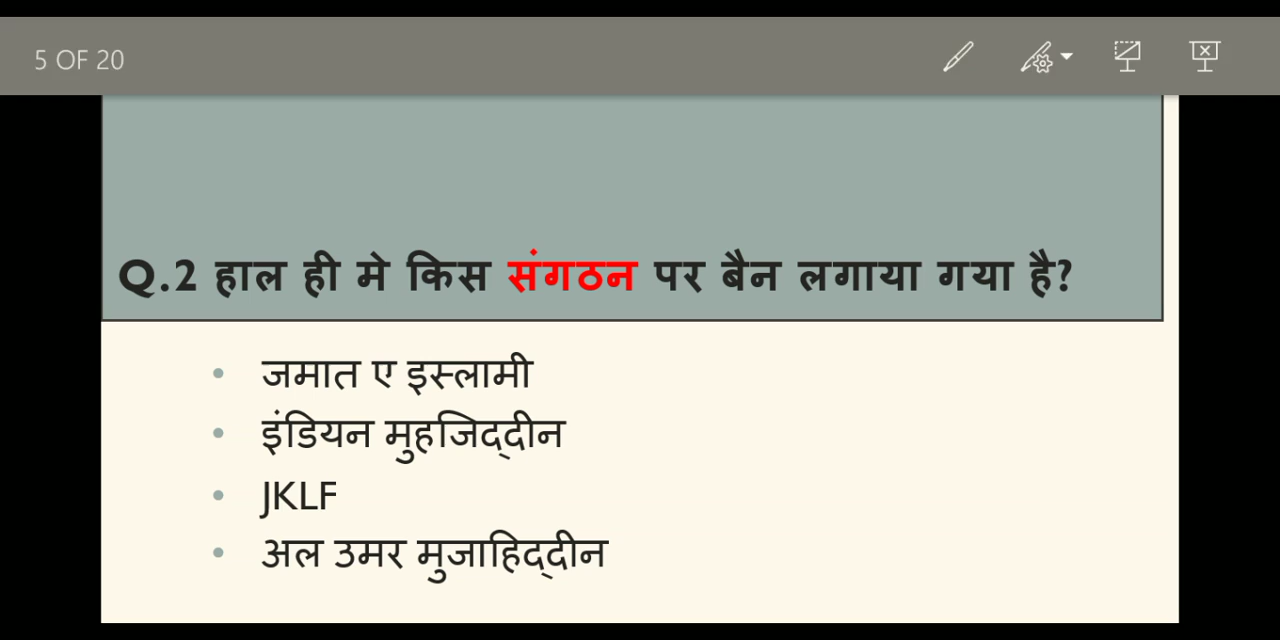 5 OF 20
Q.2 हाल ही मे किस संगठन पर बैन लगाया गया है?
• जमात ए इस्लामी
• इंडियन मुहजिद्दीन
• JKLF
• अल उमर मुजाहिद्दीन